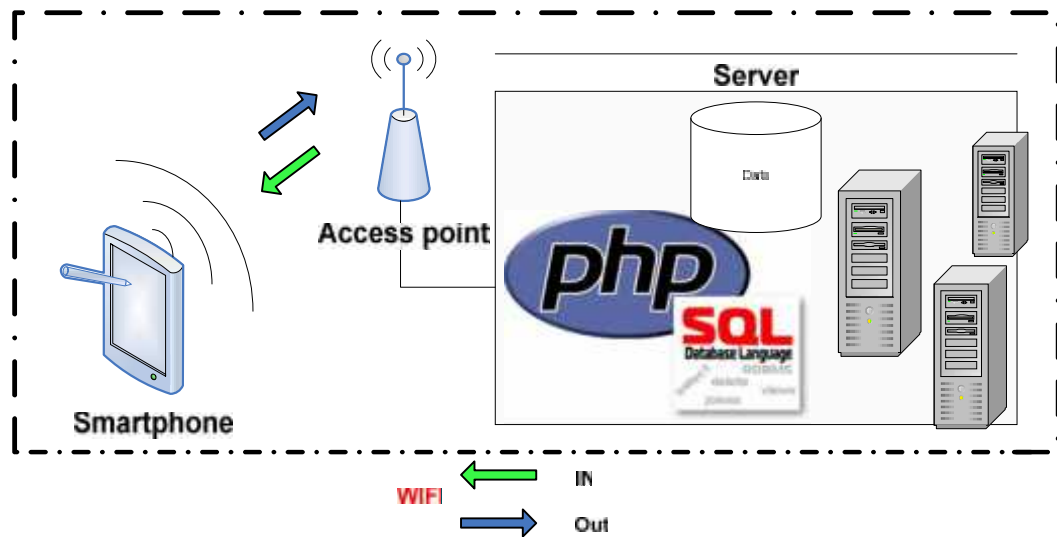 Server
Data
Access point
php
SQL
Database Language
Smartphone
WIFI
IN
Out